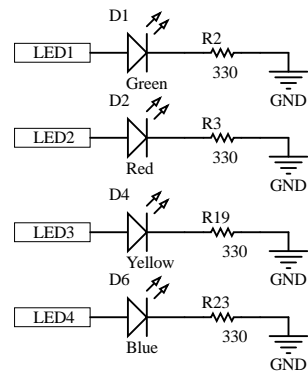 D1
LED1
Green
R2
330
GND
D2
LED2
Red
R3
330
GND
D4
LED3
Yellow
R19
330
GND
D6
LED4
Blue
R23
330
GND